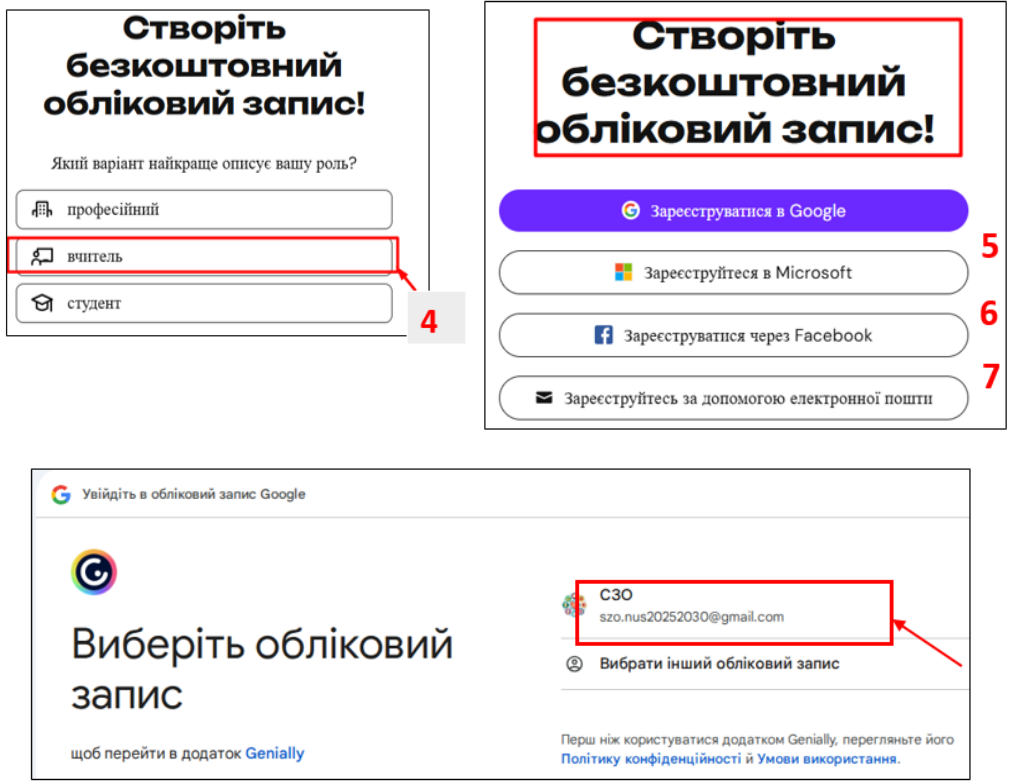 Створіть
безкоштовний
обліковий запис!
Який варіант найкраще описує вашу роль?
професійний
вчитель
студент
4
Створіть
безкоштовний
обліковий запис!
Зареєструватися в Google
5
Зареєструйтеся в Microsoft
6
Зареєструватися через Facebook
7
Зареєструйтесь за допомогою електронної пошти
Увійдіть в обліковий запис Google
Виберіть обліковий
запис
щоб перейти в додаток Genially
СЗО
szo.nus20252030@gmail.com
Вибрати інший обліковий запис
Перш ніж користуватися додатком Genially, перегляньте його
Політику конфіденційності й Умови використання.